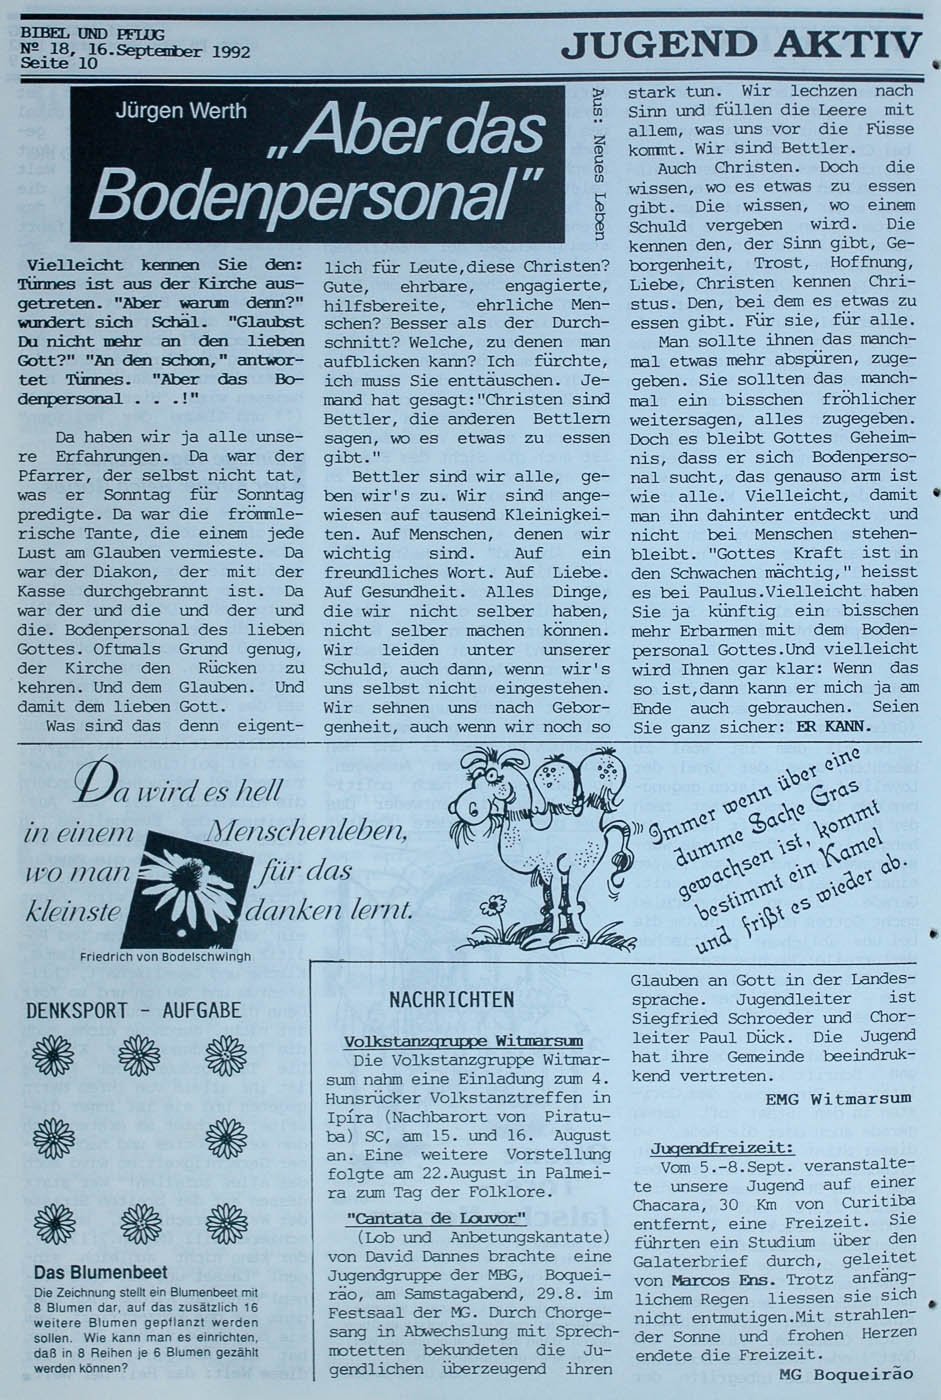 BIBEL UND PFLUG
Nº 18, 16.September 1992
Seite 10
JUGEND AKTIV
Jürgen Werth
„Aber das
Bodenpersonal"
Aus: Neues Leben
Vielleicht kennen Sie den:
Tünnes ist aus der Kirche aus-
getreten. "Aber warum denn?"
wundert sich Schäl. "Glaubst
Du nicht mehr an den lieben
Gott?" "An den schon," antwor-
tet Tünnes. "Aber das Bo-
denpersonal . . .!"
Da haben wir ja alle unse-
re Erfahrungen. Da war der
Pfarrer, der selbst nicht tat,
was er Sonntag für Sonntag
predigte. Da war die frömmle-
rische Tante, die einem jede
Lust am Glauben vermieste. Da
war der Diakon, der mit der
Kasse durchgebrannt ist. Da
war der und die und der und
die. Bodenpersonal des lieben
Gottes. Oftmals Grund genug,
der Kirche den Rücken zu
kehren. Und dem Glauben. Und
damit dem lieben Gott.
Was sind das denn eigent-
lich für Leute,diese Christen?
Gute, ehrbare, engagierte,
hilfsbereite, ehrliche Men-
schen? Besser als der Durch-
schnitt? Welche, zu denen man
aufblicken kann? Ich fürchte,
ich muss Sie enttäuschen. Je-
mand hat gesagt:"Christen sind
Bettler, die anderen Bettlern
sagen, wo es etwas zu essen
gibt."
Bettler sind wir alle, ge-
ben wir's zu. Wir sind ange-
wiesen auf tausend Kleinigkei-
ten. Auf Menschen, denen wir
wichtig sind. Auf ein
freundliches Wort. Auf Liebe.
Auf Gesundheit. Alles Dinge,
die wir nicht selber haben,
nicht selber machen können.
Wir leiden unter unserer
Schuld, auch dann, wenn wir's
uns selbst nicht eingestehen.
Wir sehnen uns nach Gebor-
genheit, auch wenn wir noch so
stark tun. Wir lechzen nach
Sinn und füllen die Leere mit
allem, was uns vor die Füsse
kommt. Wir sind Bettler.
Auch Christen. Doch die
wissen, wo es etwas zu essen
gibt. Die wissen, wo einem
Schuld vergeben wird. Die
kennen den, der Sinn gibt, Ge-
borgenheit, Trost, Hoffnung,
Liebe, Christen kennen Chri-
stus. Den, bei dem es etwas zu
essen gibt. Für sie, für alle.
Man sollte ihnen das manch-
mal etwas mehr abspüren, zuge-
geben. Sie sollten das manch-
mal ein bisschen fröhlicher
weitersagen, alles zugegeben.
Doch es bleibt Gottes Geheim-
nis, dass er sich Bodenperso-
nal sucht, das genauso arm ist
wie alle. Vielleicht, damit
man ihn dahinter entdeckt und
nicht bei Menschen stehen-
bleibt. "Gottes Kraft ist in
den Schwachen mächtig," heisst
es bei Paulus.Vielleicht haben
Sie ja künftig ein bisschen
mehr Erbarmen mit dem Boden-
personal Gottes.Und vielleicht
wird Ihnen gar klar: Wenn das
so ist,dann kann er mich ja am
Ende auch gebrauchen. Seien
Sie ganz sicher: ER KANN.
Da wird es hell
in einem Menschenleben,
wo man für das
kleinste danken lernt.
Friedrich von Bodelschwingh
Immer wenn über eine
dumme Sache Gras
gewachsen ist, kommt
bestimmt ein Kamel
und frißt es wieder ab.
DENKSPORT - AUFGABE
Das Blumenbeet
Die Zeichnung stellt ein Blumenbeet mit
8 Blumen dar, auf das zusätzlich 16
weitere Blumen gepflanzt werden
sollen. Wie kann man es einrichten,
daß in 8 Reihen je 6 Blumen gezählt
werden können?
NACHRICHTEN
Volkstanzgruppe Witmarsum
Die Volkstanzgruppe Witmar-
sum nahm eine Einladung zum 4.
Hunsrücker Volkstanztreffen in
Ipíra (Nachbarort von Piratu-
ba) SC, am 15. und 16. August
an. Eine weitere Vorstellung
folgte am 22.August in Palmei-
ra zum Tag der Folklore.
"Cantata de Louvor"
(Lob und Anbetungskantate)
von David Dannes brachte eine
Jugendgruppe der MBG, Boquei-
rão, am Samstagabend, 29.8. im
Festsaal der MG. Durch Chorge-
sang in Abwechslung mit Sprech-
motetten bekundeten die Ju-
gendlichen überzeugend ihren
Glauben an Gott in der Landes-
sprache. Jugendleiter ist
Siegfried Schroeder und Chor-
leiter Paul Dück. Die Jugend
hat ihre Gemeinde beeindruk-
kend vertreten.
EMG Witmarsum
Jugendfreizeit:
Vom 5.-8.Sept. veranstalte-
te unsere Jugend auf einer
Chacara, 30 Km von Curitiba
entfernt, eine Freizeit. Sie
führten ein Studium über den
Galaterbrief durch, geleitet
von Marcos Ens. Trotz anfäng-
lichem Regen liessen sie sich
nicht entmutigen.Mit strahlen-
der Sonne und frohen Herzen
endete die Freizeit.
MG Boqueirão